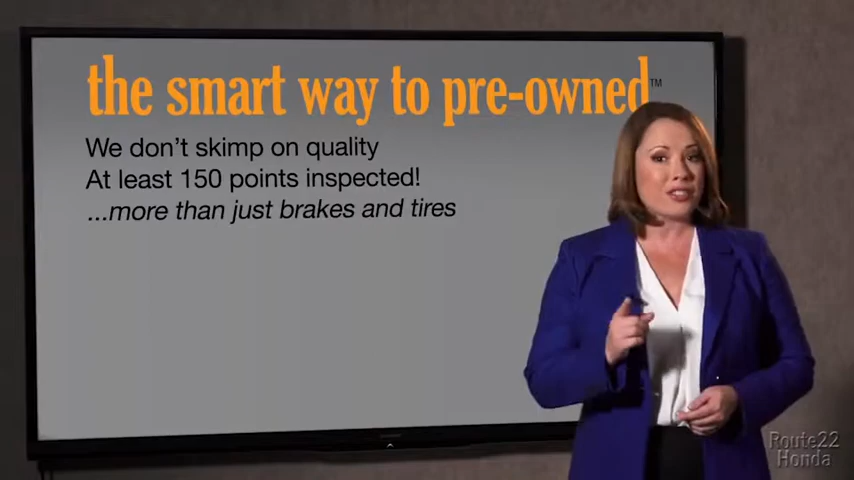 the smart way to pre-owned™
We don't skimp on quality
At least 150 points inspected!
...more than just brakes and tires
Route22
Honda